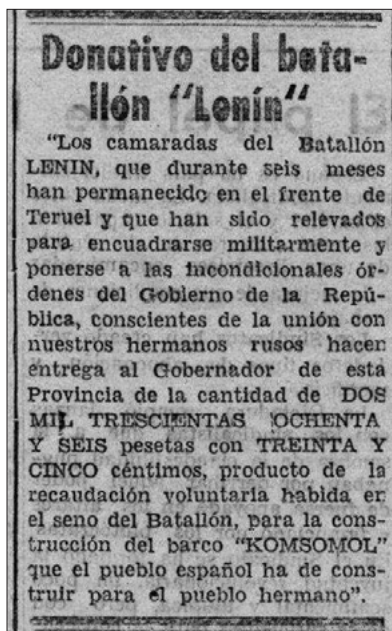 Donativo del bata-
llón "Lenín"
"Los camaradas del Batallón
LENIN, que durante seis meses
han permanecido en el frente de
Teruel y que han sido relevados
para encuadrarse militarmente y
ponerse a las incondicionales ór-
denes del Gobierno de la Repú-
blica, conscientes de la unión con
nuestros hermanos rusos hacen
entrega al Gobernador de esta
Provincia de la cantidad de DOS
MIL TRESCIENTAS OCHENTA
Y SEIS pesetas con TREINTA Y
CINCO céntimos, producto de la
recaudación voluntaria habida en
el seno del Batallón, para la cons-
trucción del barco "KOMSOMOL"
que el pueblo español ha de cons-
truir para el pueblo hermano".